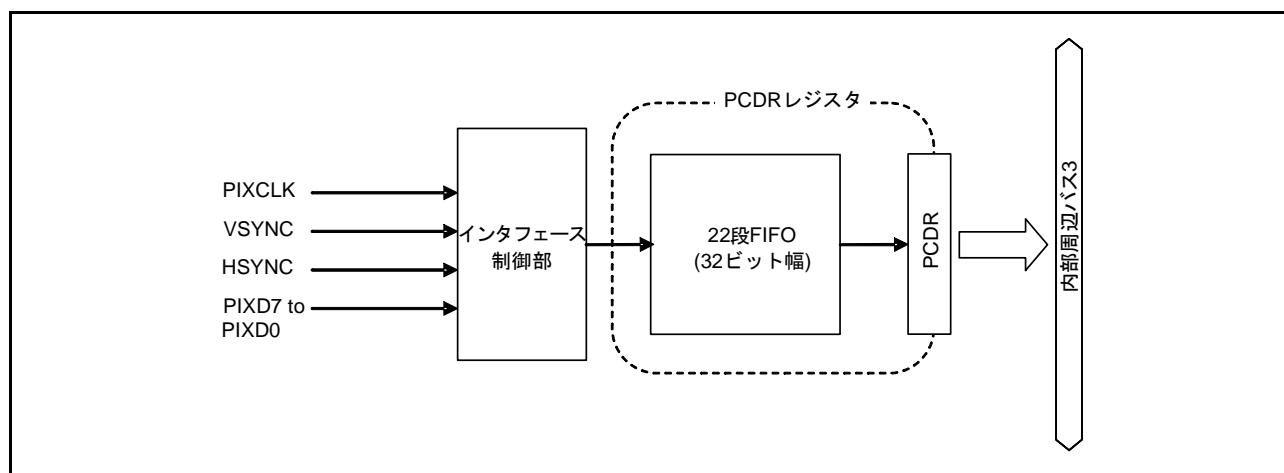 PCDRレジスタ
PIXCLK
VSYNC
HSYNC
PIXD7 to
PIXD0
インタフェース
制御部
22段FIFO
(32ビット幅)
PCDR
内部周辺バス3